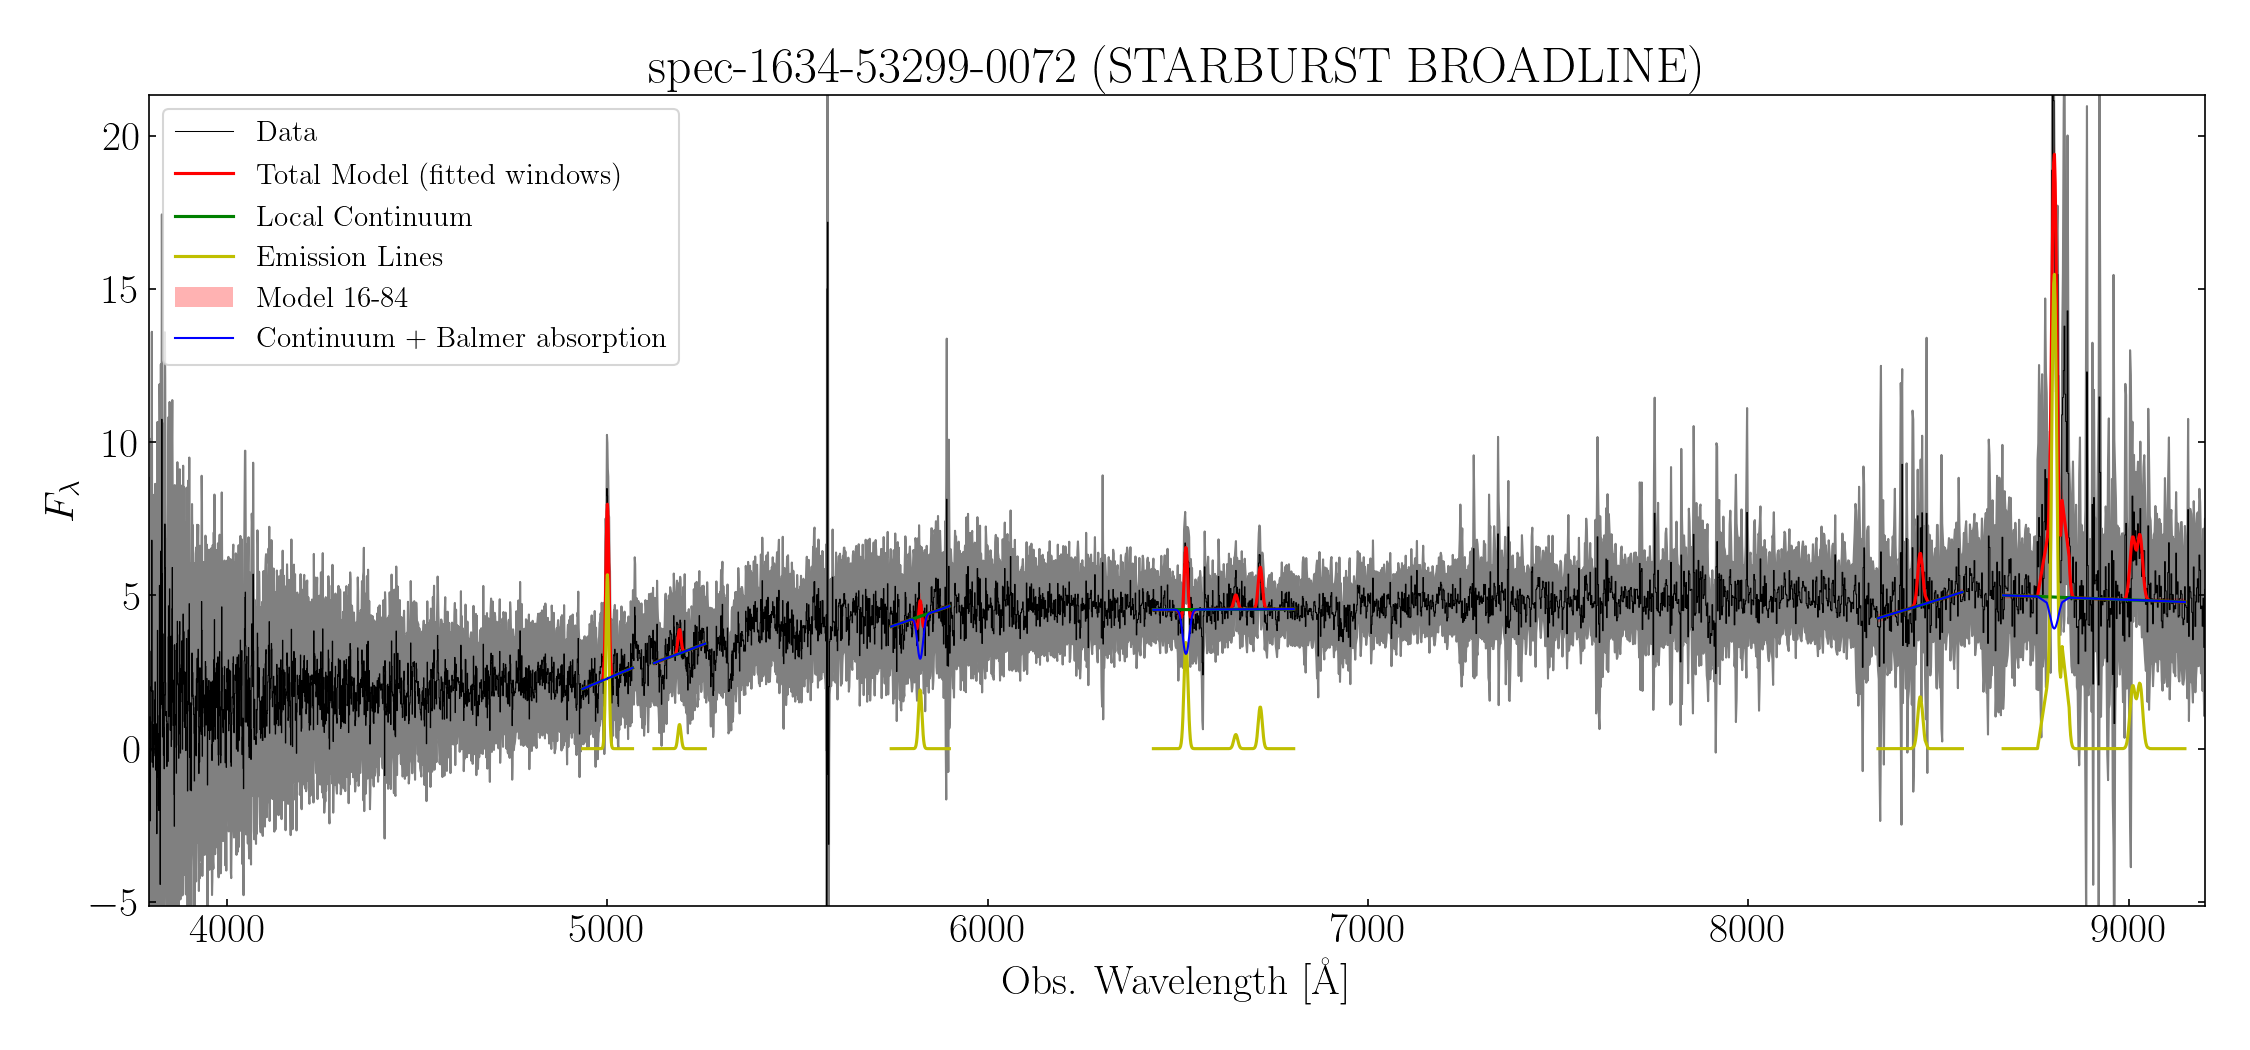 spec-1634-53299-0072 (STARBURST BROADLINE)
Data
Total Model (fitted windows)
Local Continuum
Emission Lines
Model 16-84
Continuum + Balmer absorption
20
15
10
5
0
−5
Fλ
4000 5000 6000 7000 8000 9000
Obs. Wavelength [Å]